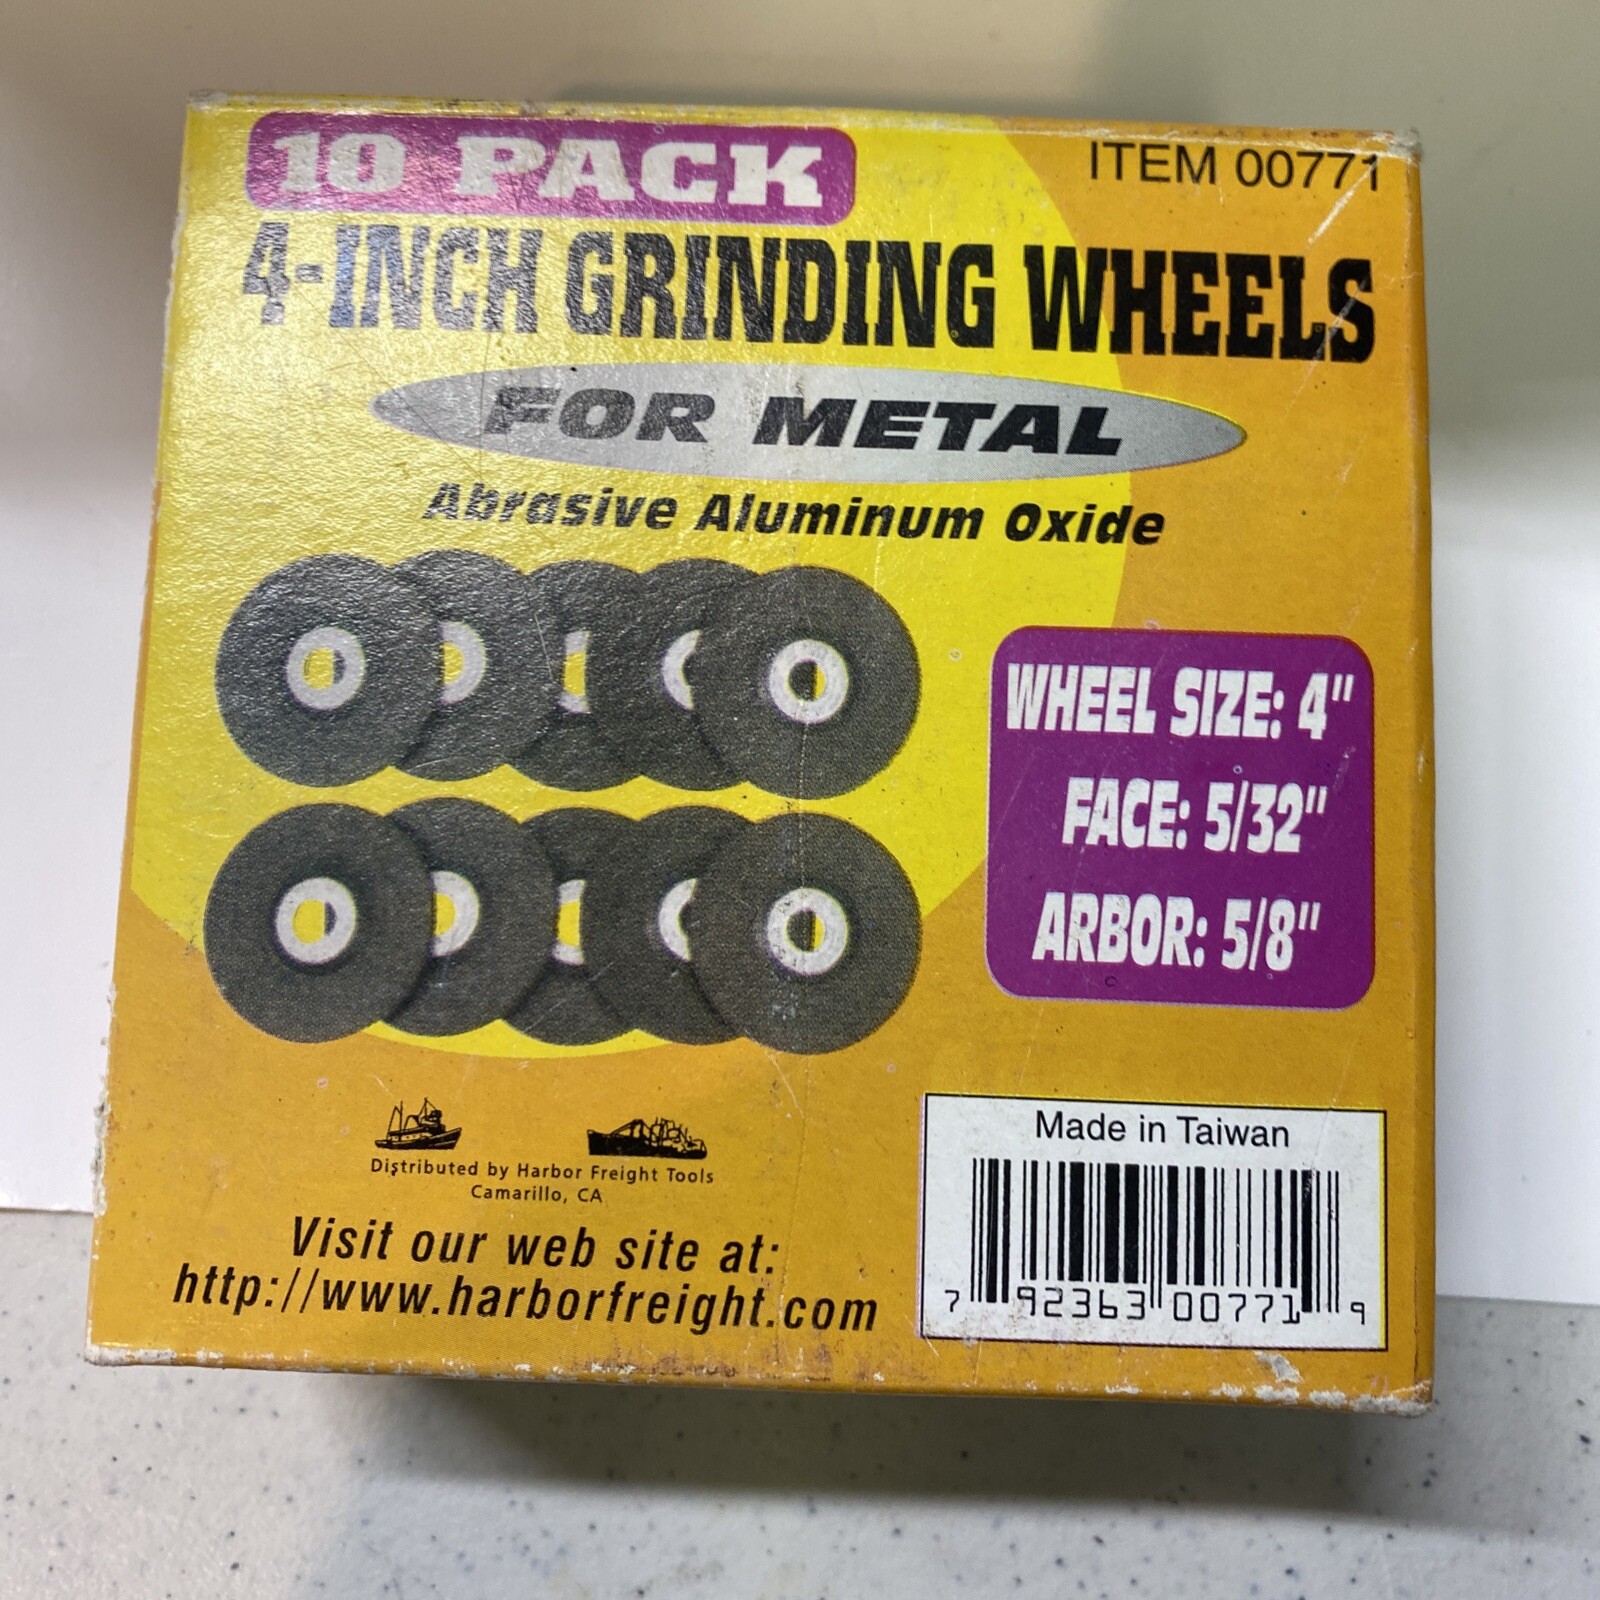 10 PACK
ITEM 00771
4-INCH GRINDING WHEELS
FOR METAL
Abrasive Aluminum Oxide
WHEEL SIZE: 4"
FACE: 5/32"
ARBOR: 5/8"
Distributed by Harbor Freight Tools
Camarillo, CA
Visit our web site at:
http://www.harborfreight.com
Made in Taiwan
7 92363 00771 9